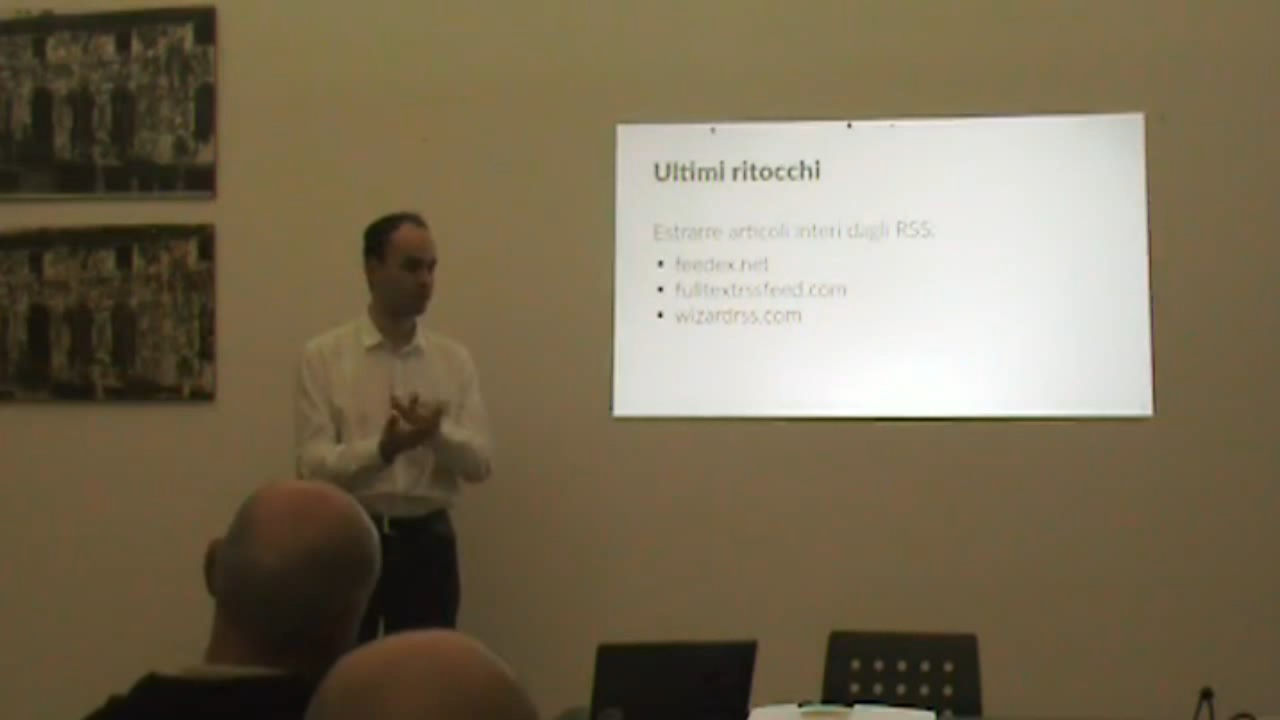 Ultimi ritocchi
Estrarre articoli interi dagli RSS:
• feedex.net
• fulltextrssfeed.com
• wizardrss.com